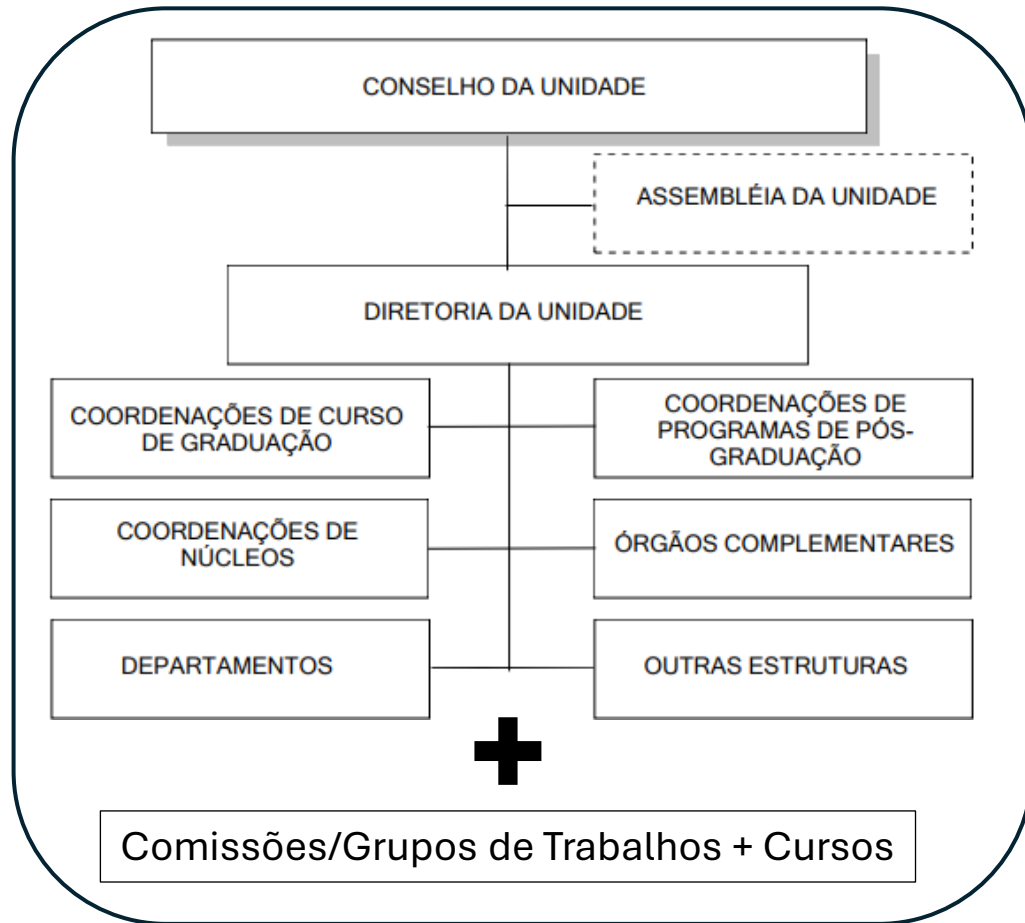 CONSELHO DA UNIDADE
ASSEMBLÉIA DA UNIDADE
DIRETORIA DA UNIDADE
COORDENAÇÕES DE CURSO
DE GRADUAÇÃO
COORDENAÇÕES DE
PROGRAMAS DE PÓS-
GRADUAÇÃO
COORDENAÇÕES DE
NÚCLEOS
ÓRGÃOS COMPLEMENTARES
DEPARTAMENTOS
OUTRAS ESTRUTURAS
Comissões/Grupos de Trabalhos + Cursos